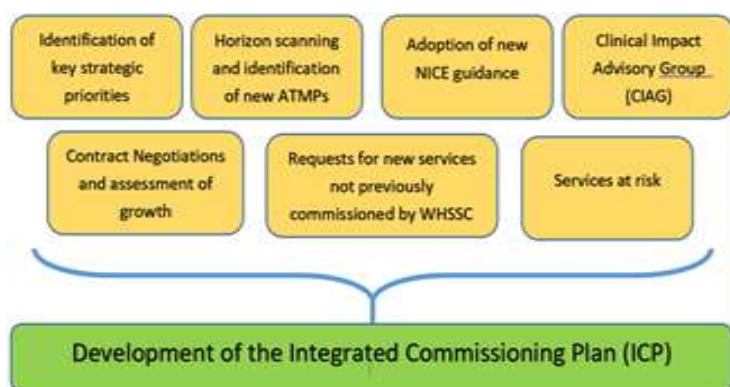 Identification of
key strategic
priorities
Horizon scanning
and identification
of new ATMPs
Adoption of new
NICE guidance
Clinical Impact
Advisory Group
(CIAG)
Contract Negotiations
and assessment of
growth
Requests for new services
not previously
commissioned by WHSSC
Services at risk
Development of the Integrated Commissioning Plan (ICP)